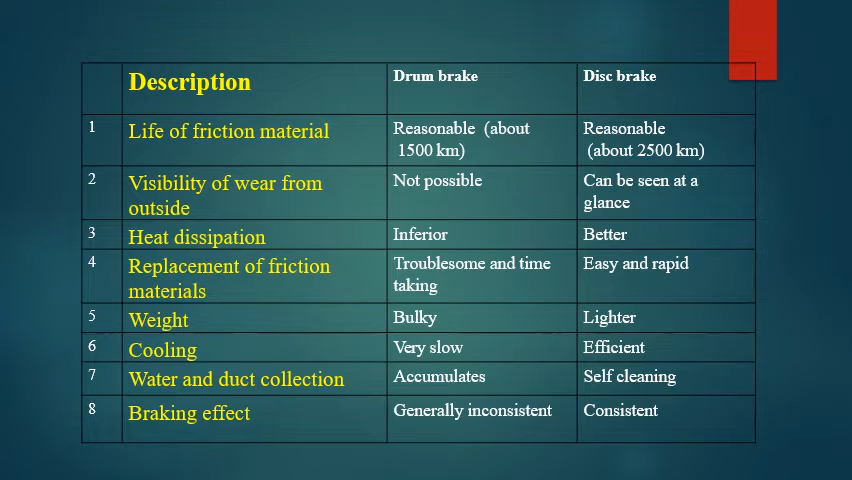 Description Drum brake Disc brake
1 Life of friction material Reasonable (about Reasonable
1500 km) (about 2500 km)
2 Visibility of wear from Not possible Can be seen at a
outside glance
3 Heat dissipation Inferior Better
4 Replacement of friction Troublesome and time Easy and rapid
materials taking
5 Weight Bulky Lighter
6 Cooling Very slow Efficient
7 Water and duct collection Accumulates Self cleaning
8 Braking effect Generally inconsistent Consistent